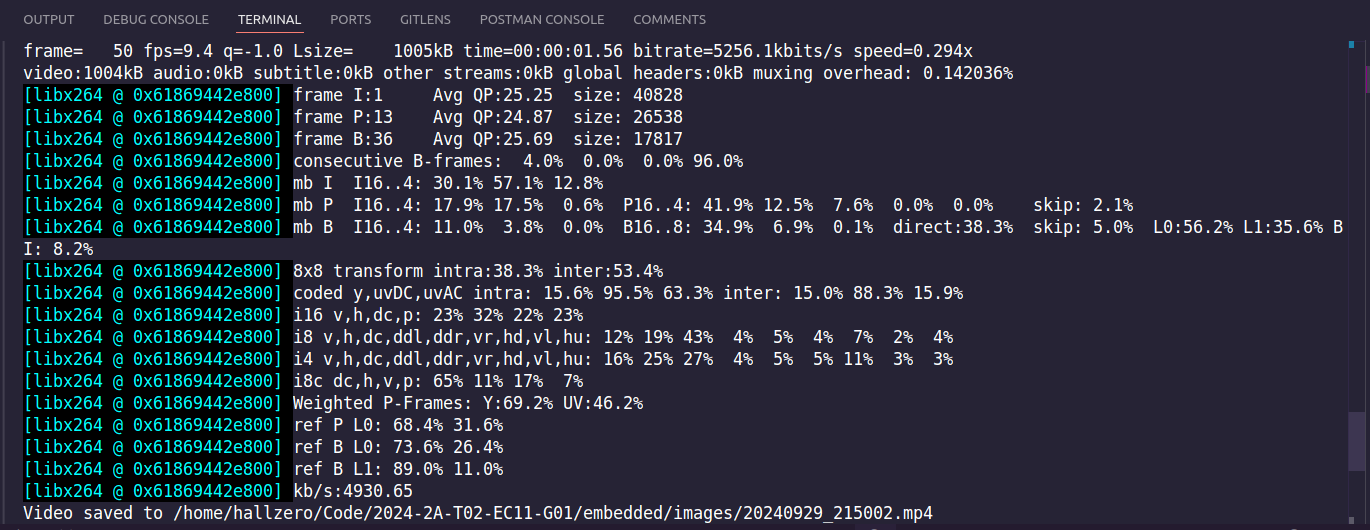 OUTPUT DEBUG CONSOLE TERMINAL PORTS GITLENS POSTMAN CONSOLE COMMENTS
frame=   50 fps=9.4 q=-1.0 Lsize=    1005kB time=00:00:01.56 bitrate=5256.1kbits/s speed=0.294x
video:1004kB audio:0kB subtitle:0kB other streams:0kB global headers:0kB muxing overhead: 0.142036%
[libx264 @ 0x61869442e800] frame I:1     Avg QP:25.25  size: 40828
[libx264 @ 0x61869442e800] frame P:13    Avg QP:24.87  size: 26538
[libx264 @ 0x61869442e800] frame B:36    Avg QP:25.69  size: 17817
[libx264 @ 0x61869442e800] consecutive B-frames:  4.0%  0.0%  0.0% 96.0%
[libx264 @ 0x61869442e800] mb I  I16..4: 30.1% 57.1% 12.8%
[libx264 @ 0x61869442e800] mb P  I16..4: 17.9% 17.5%  0.6%  P16..4: 41.9% 12.5%  7.6%  0.0%  0.0%    skip: 2.1%
[libx264 @ 0x61869442e800] mb B  I16..4: 11.0%  3.8%  0.0%  B16..8: 34.9%  6.9%  0.1%  direct:38.3%  skip: 5.0%  L0:56.2% L1:35.6% B
I: 8.2%
[libx264 @ 0x61869442e800] 8x8 transform intra:38.3% inter:53.4%
[libx264 @ 0x61869442e800] coded y,uvDC,uvAC intra: 15.6% 95.5% 63.3% inter: 15.0% 88.3% 15.9%
[libx264 @ 0x61869442e800] i16 v,h,dc,p: 23% 32% 22% 23%
[libx264 @ 0x61869442e800] i8 v,h,dc,ddl,ddr,vr,hd,vl,hu: 12% 19% 43%  4%  5%  4%  7%  2%  4%
[libx264 @ 0x61869442e800] i4 v,h,dc,ddl,ddr,vr,hd,vl,hu: 16% 25% 27%  4%  5%  5% 11%  3%  3%
[libx264 @ 0x61869442e800] i8c dc,h,v,p: 65% 11% 17%  7%
[libx264 @ 0x61869442e800] Weighted P-Frames: Y:69.2% UV:46.2%
[libx264 @ 0x61869442e800] ref P L0: 68.4% 31.6%
[libx264 @ 0x61869442e800] ref B L0: 73.6% 26.4%
[libx264 @ 0x61869442e800] ref B L1: 89.0% 11.0%
[libx264 @ 0x61869442e800] kb/s:4930.65
Video saved to /home/hallzero/Code/2024-2A-T02-EC11-G01/embedded/images/20240929_215002.mp4